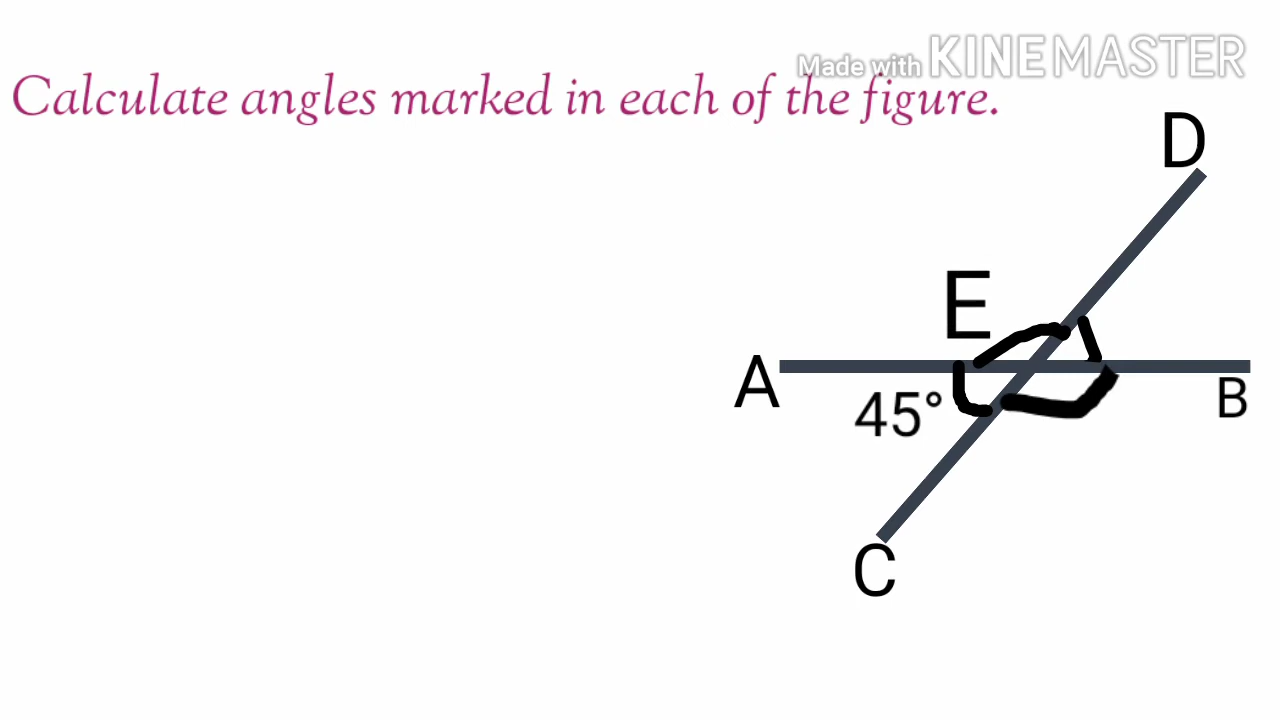 Made with KINEMASTER
Calculate angles marked in each of the figure.
D
E
A
B
45°
C